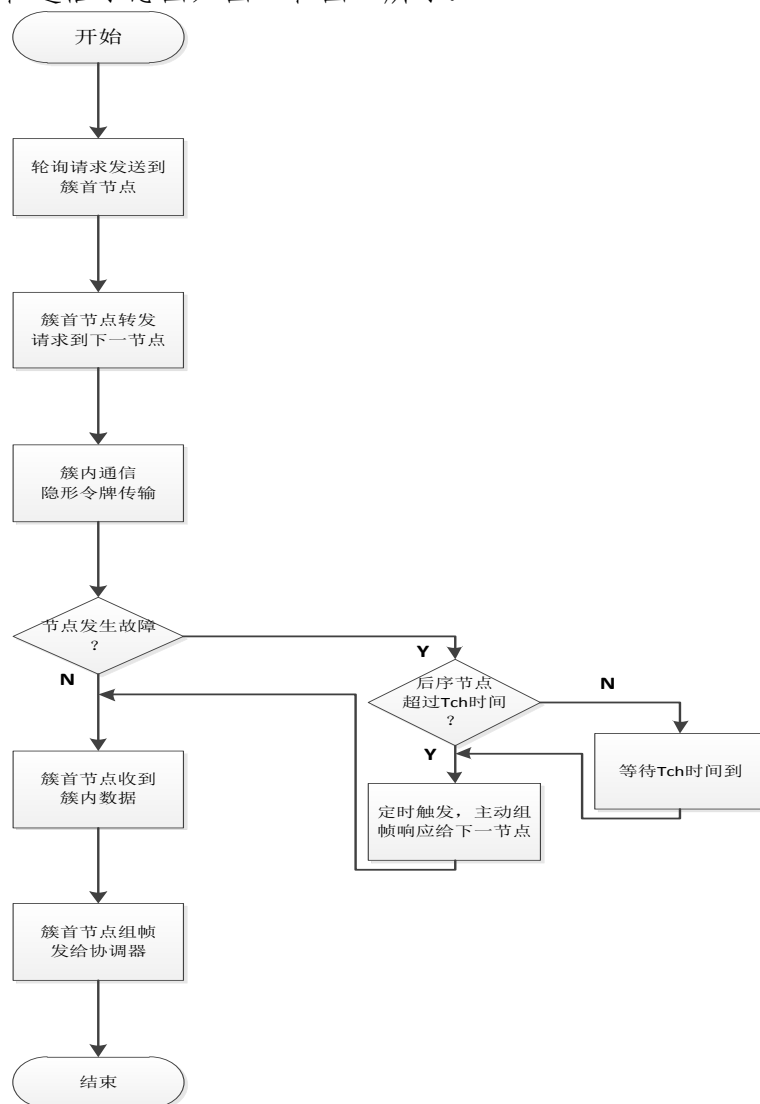 开始
轮询请求发送到
簇首节点
簇首节点转发
请求到下一节点
簇内通信
隐形令牌传输
节点发生故障
?
Y
N
后序节点
超过Tch时间
?
N
Y
等待Tch时间到
定时触发，主动组
帧响应给下一节点
簇首节点收到
簇内数据
簇首节点组帧
发给协调器
结束